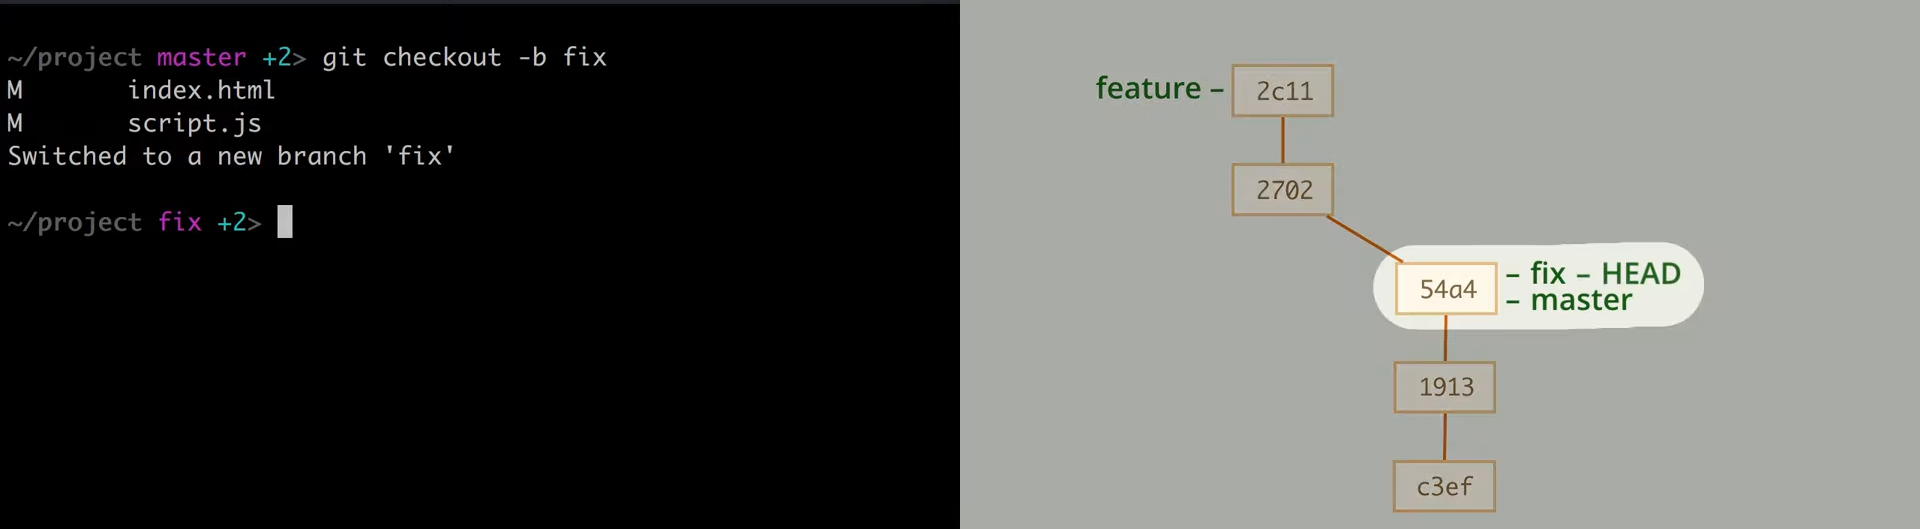 ~/project master +2> git checkout -b fix
M       index.html
M       script.js
Switched to a new branch 'fix'
~/project fix +2>
feature – 2c11
2702
54a4 – fix – HEAD
– master
1913
c3ef